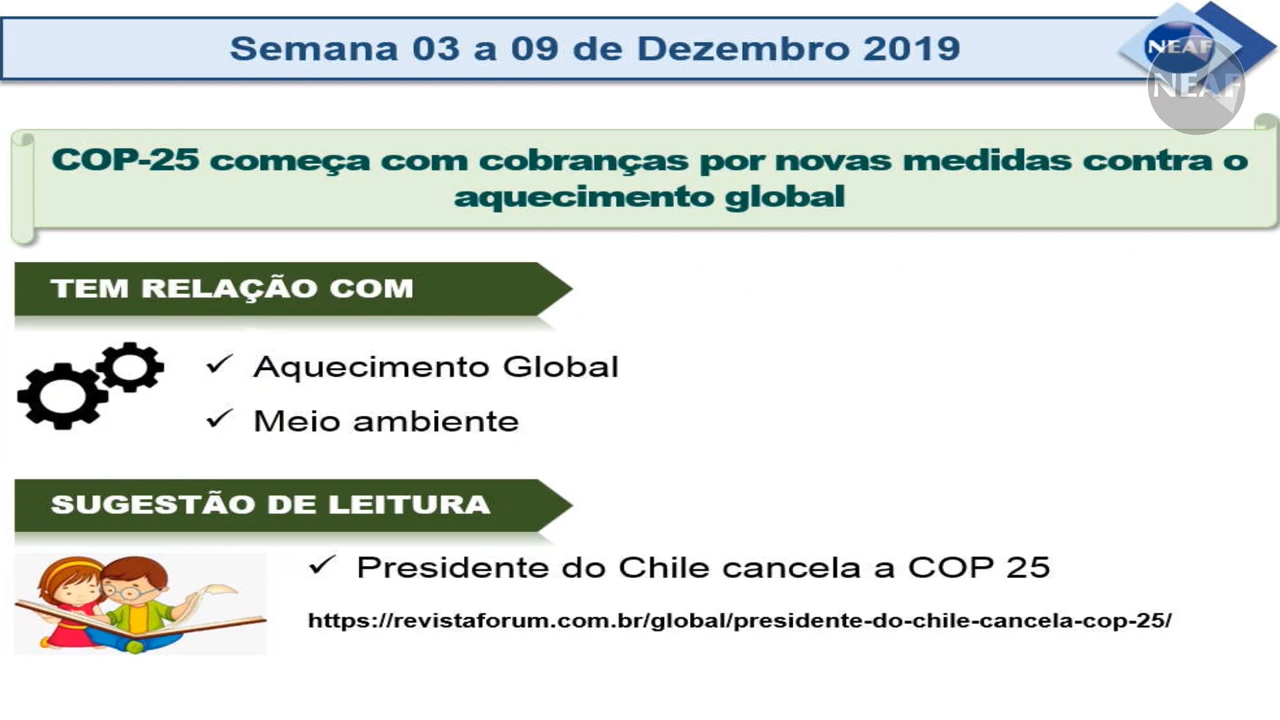 Semana 03 a 09 de Dezembro 2019
NEAF
NEAF
COP-25 começa com cobranças por novas medidas contra o
aquecimento global
TEM RELAÇÃO COM
✓ Aquecimento Global
✓ Meio ambiente
SUGESTÃO DE LEITURA
✓ Presidente do Chile cancela a COP 25
https://revistaforum.com.br/global/presidente-do-chile-cancela-cop-25/